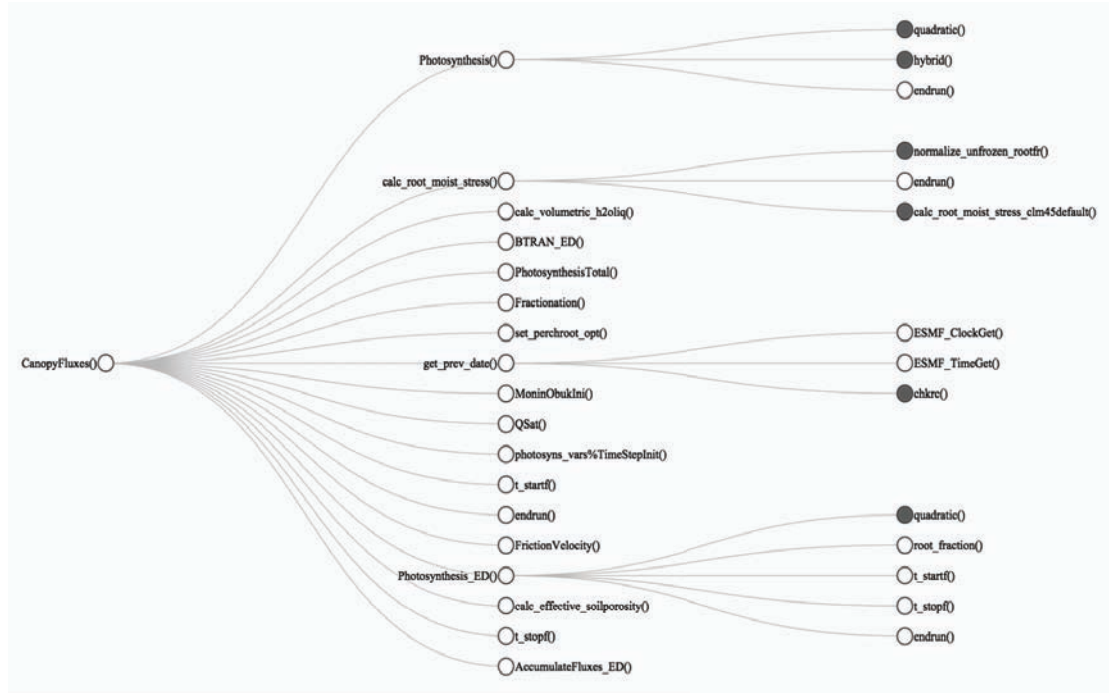 quadratic()
Photosynthesis()
hybrid()
endrun()
normalize_unfrozen_rootfr()
calc_root_moist_stress()
endrun()
calc_volumetric_h2oliq()
calc_root_moist_stress_clm45default()
BTRAN_ED()
PhotosynthesisTotal()
Fractionation()
set_perchroot_opt()
ESMF_ClockGet()
CanopyFluxes()
get_prev_date()
ESMF_TimeGet()
MoninObukIni()
chkrc()
QSat()
photosyns_vars%TimeStepInit()
t_startf()
endrun()
quadratic()
FrictionVelocity()
root_fraction()
Photosynthesis_ED()
t_startf()
calc_effective_soilporosity()
t_stopf()
t_stopf()
endrun()
AccumulateFluxes_ED()